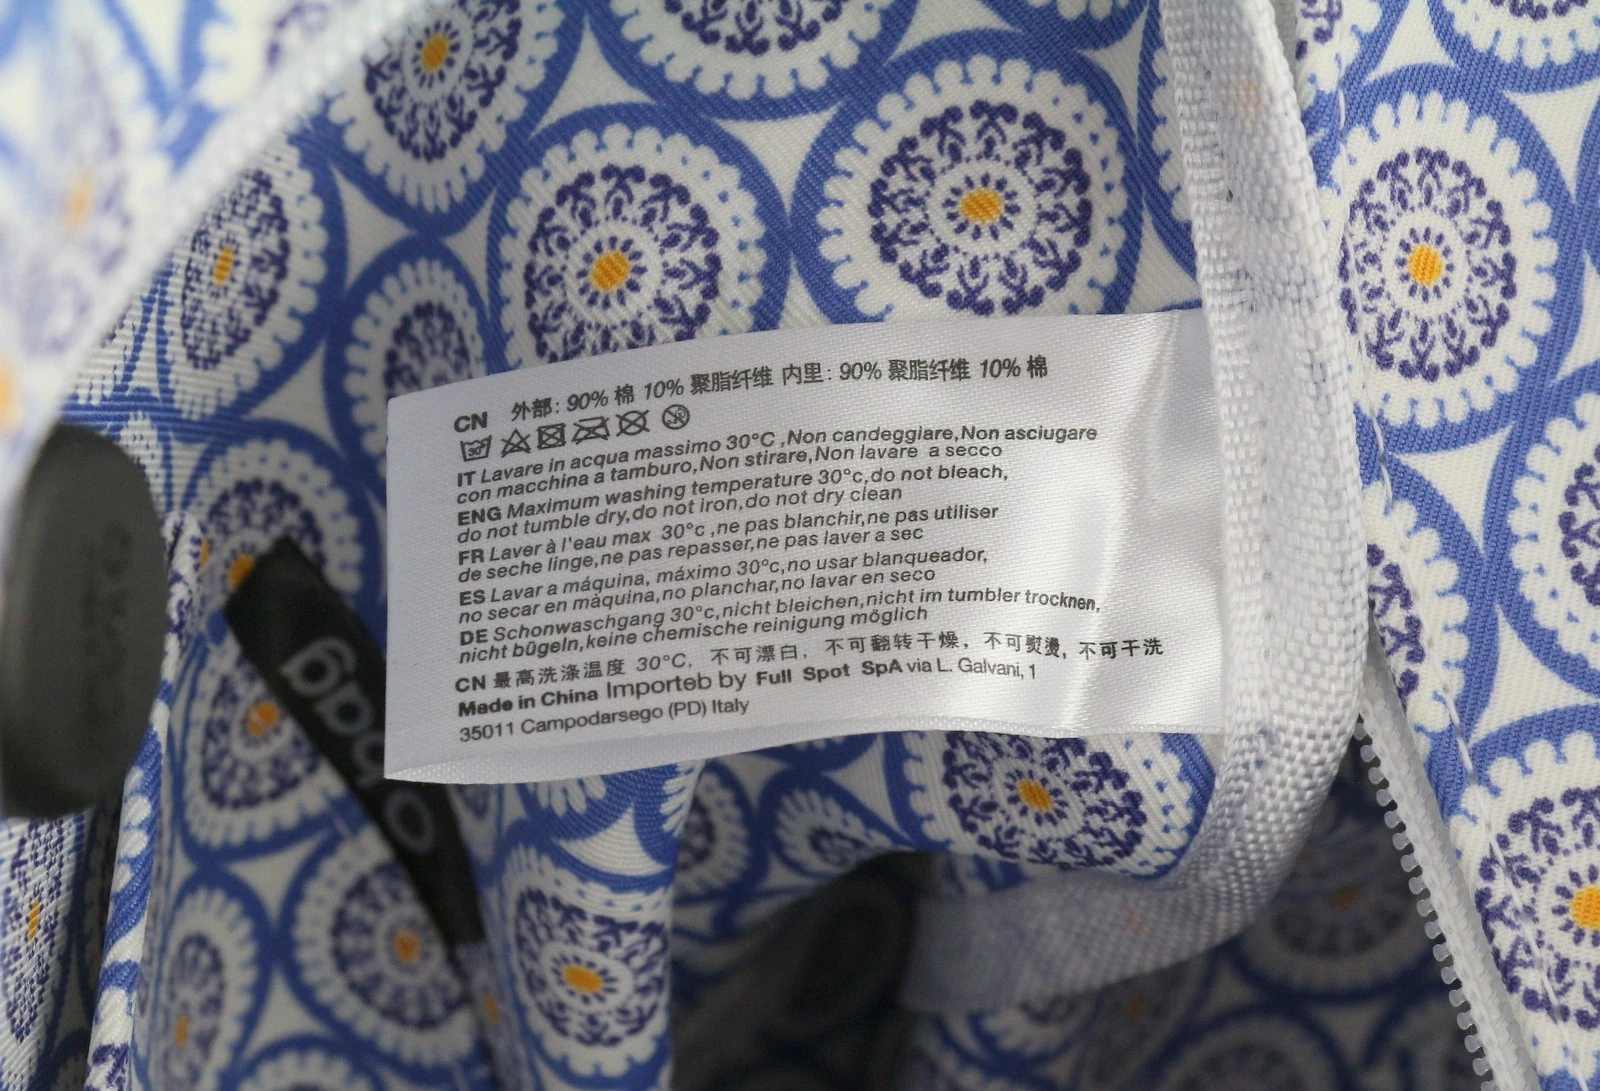 CN 外部: 90% 棉 10% 聚脂纤维 内里: 90% 聚脂纤维 10% 棉
30°
IT Lavare in acqua massimo 30°C ,Non candeggiare,Non asciugare
con macchina a tamburo,Non stirare,Non lavare a secco
ENG Maximum washing temperature 30°c,do not bleach,
do not tumble dry,do not iron,do not dry clean
FR Laver à l'eau max 30°c ,ne pas blanchir,ne pas utiliser
de seche linge,ne pas repasser,ne pas laver a sec
ES Lavar a máquina, máximo 30°c,no usar blanqueador,
no secar en màquina,no planchar,no lavar en seco
DE Schonwaschgang 30°c,nicht bleichen,nicht im tumbler trocknen,
nicht bügeln,keine chemische reinigung möglich
CN 最高洗涤温度 30°C, 不可漂白, 不可翻转干燥, 不可熨烫, 不可干洗
Made in China Importeb by Full Spot SpA via L. Galvani, 1
35011 Campodarsego (PD) Italy
o bag